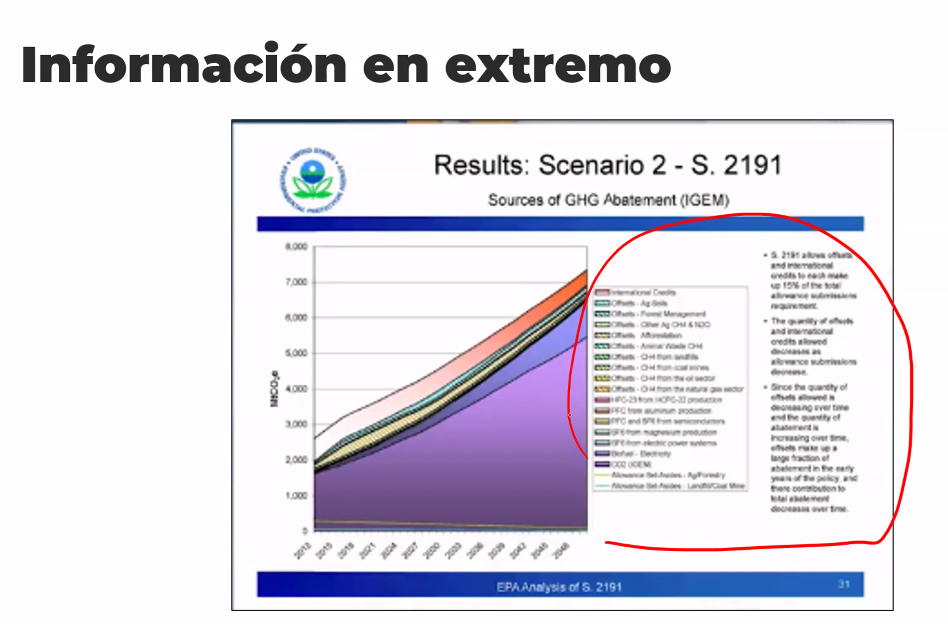 Información en extremo
UNITED STATES
ENVIRONMENTAL PROTECTION AGENCY
Results: Scenario 2 - S. 2191
Sources of GHG Abatement (IGEM)
8,000
7,000
6,000
5,000
4,000
3,000
2,000
1,000
0
MtCO2e
2012
2015
2018
2021
2024
2027
2030
2033
2036
2039
2042
2045
2048
International Credits
Offsets - Ag Soils
Offsets - Forest Management
Offsets - Other Ag CH4 & N2O
Offsets - Afforestation
Offsets - Animal Waste CH4
Offsets - CH4 from landfills
Offsets - CH4 from coal mines
Offsets - CH4 from the oil sector
Offsets - CH4 from the natural gas sector
HFC-23 from HCFC-22 production
PFC from aluminum production
PFC and SF6 from semiconductors
SF6 from magnesium production
SF6 from electric power systems
Biofuel - Electricity
CO2 (IGEM)
Allowance Set-Asides - Ag/Forestry
Allowance Set-Asides - Landfill/Coal Mine
• S. 2191 allows offsets
and international
credits to each make
up 15% of the total
allowance submissions
requirement.
• The quantity of offsets
and international
credits allowed
decreases as
allowance submissions
decrease.
• Since the quantity of
offsets allowed is
decreasing over time
and the quantity of
abatement is
increasing over time,
offsets make up a
large fraction of
abatement in the early
years of the policy, and
there contribution to
total abatement
decreases over time.
EPA Analysis of S. 2191
31